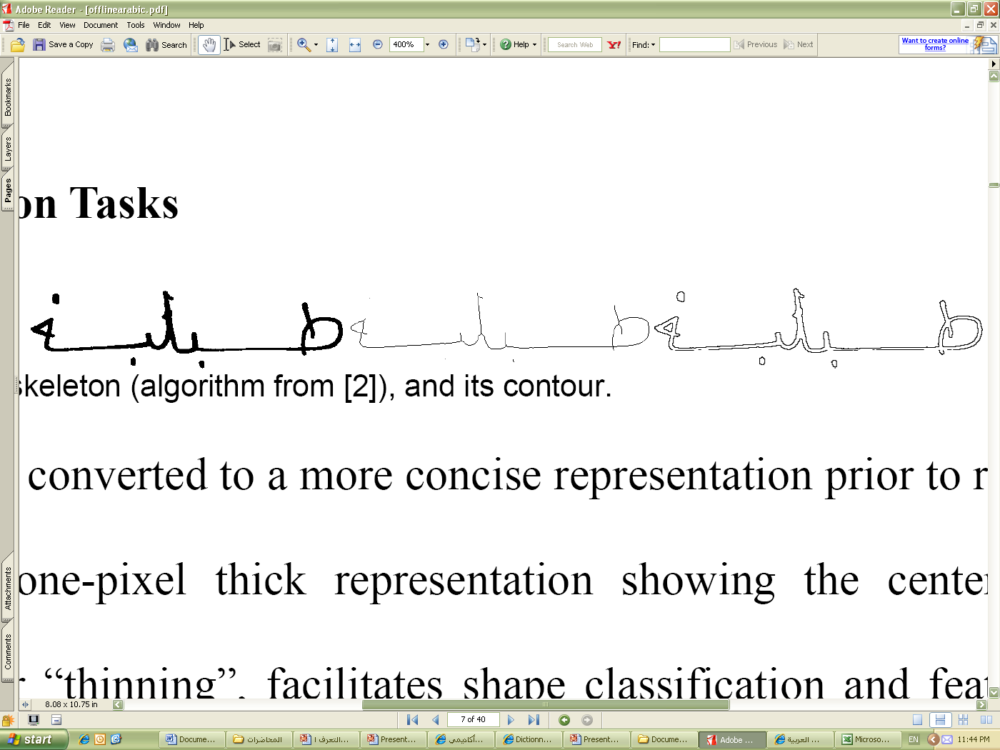 Adobe Reader - [offlinearabic.pdf]
File Edit View Document Tools Window Help
Save a Copy Search Select 400% Help Search Web Y! Find: Previous Next
Want to create online forms?
Bookmarks
Layers
Pages
Attachments
Comments
on Tasks
skeleton (algorithm from [2]), and its contour.
converted to a more concise representation prior to r
one-pixel thick representation showing the center
r “thinning”, facilitates shape classification and feat
8.08 x 10.75 in
7 of 40
start Docume... المحاضرات التعرف ا... Present... أكاديمي... Dictionn... Present... Docume... Adobe ... العربية ... Microso... EN 11:44 PM